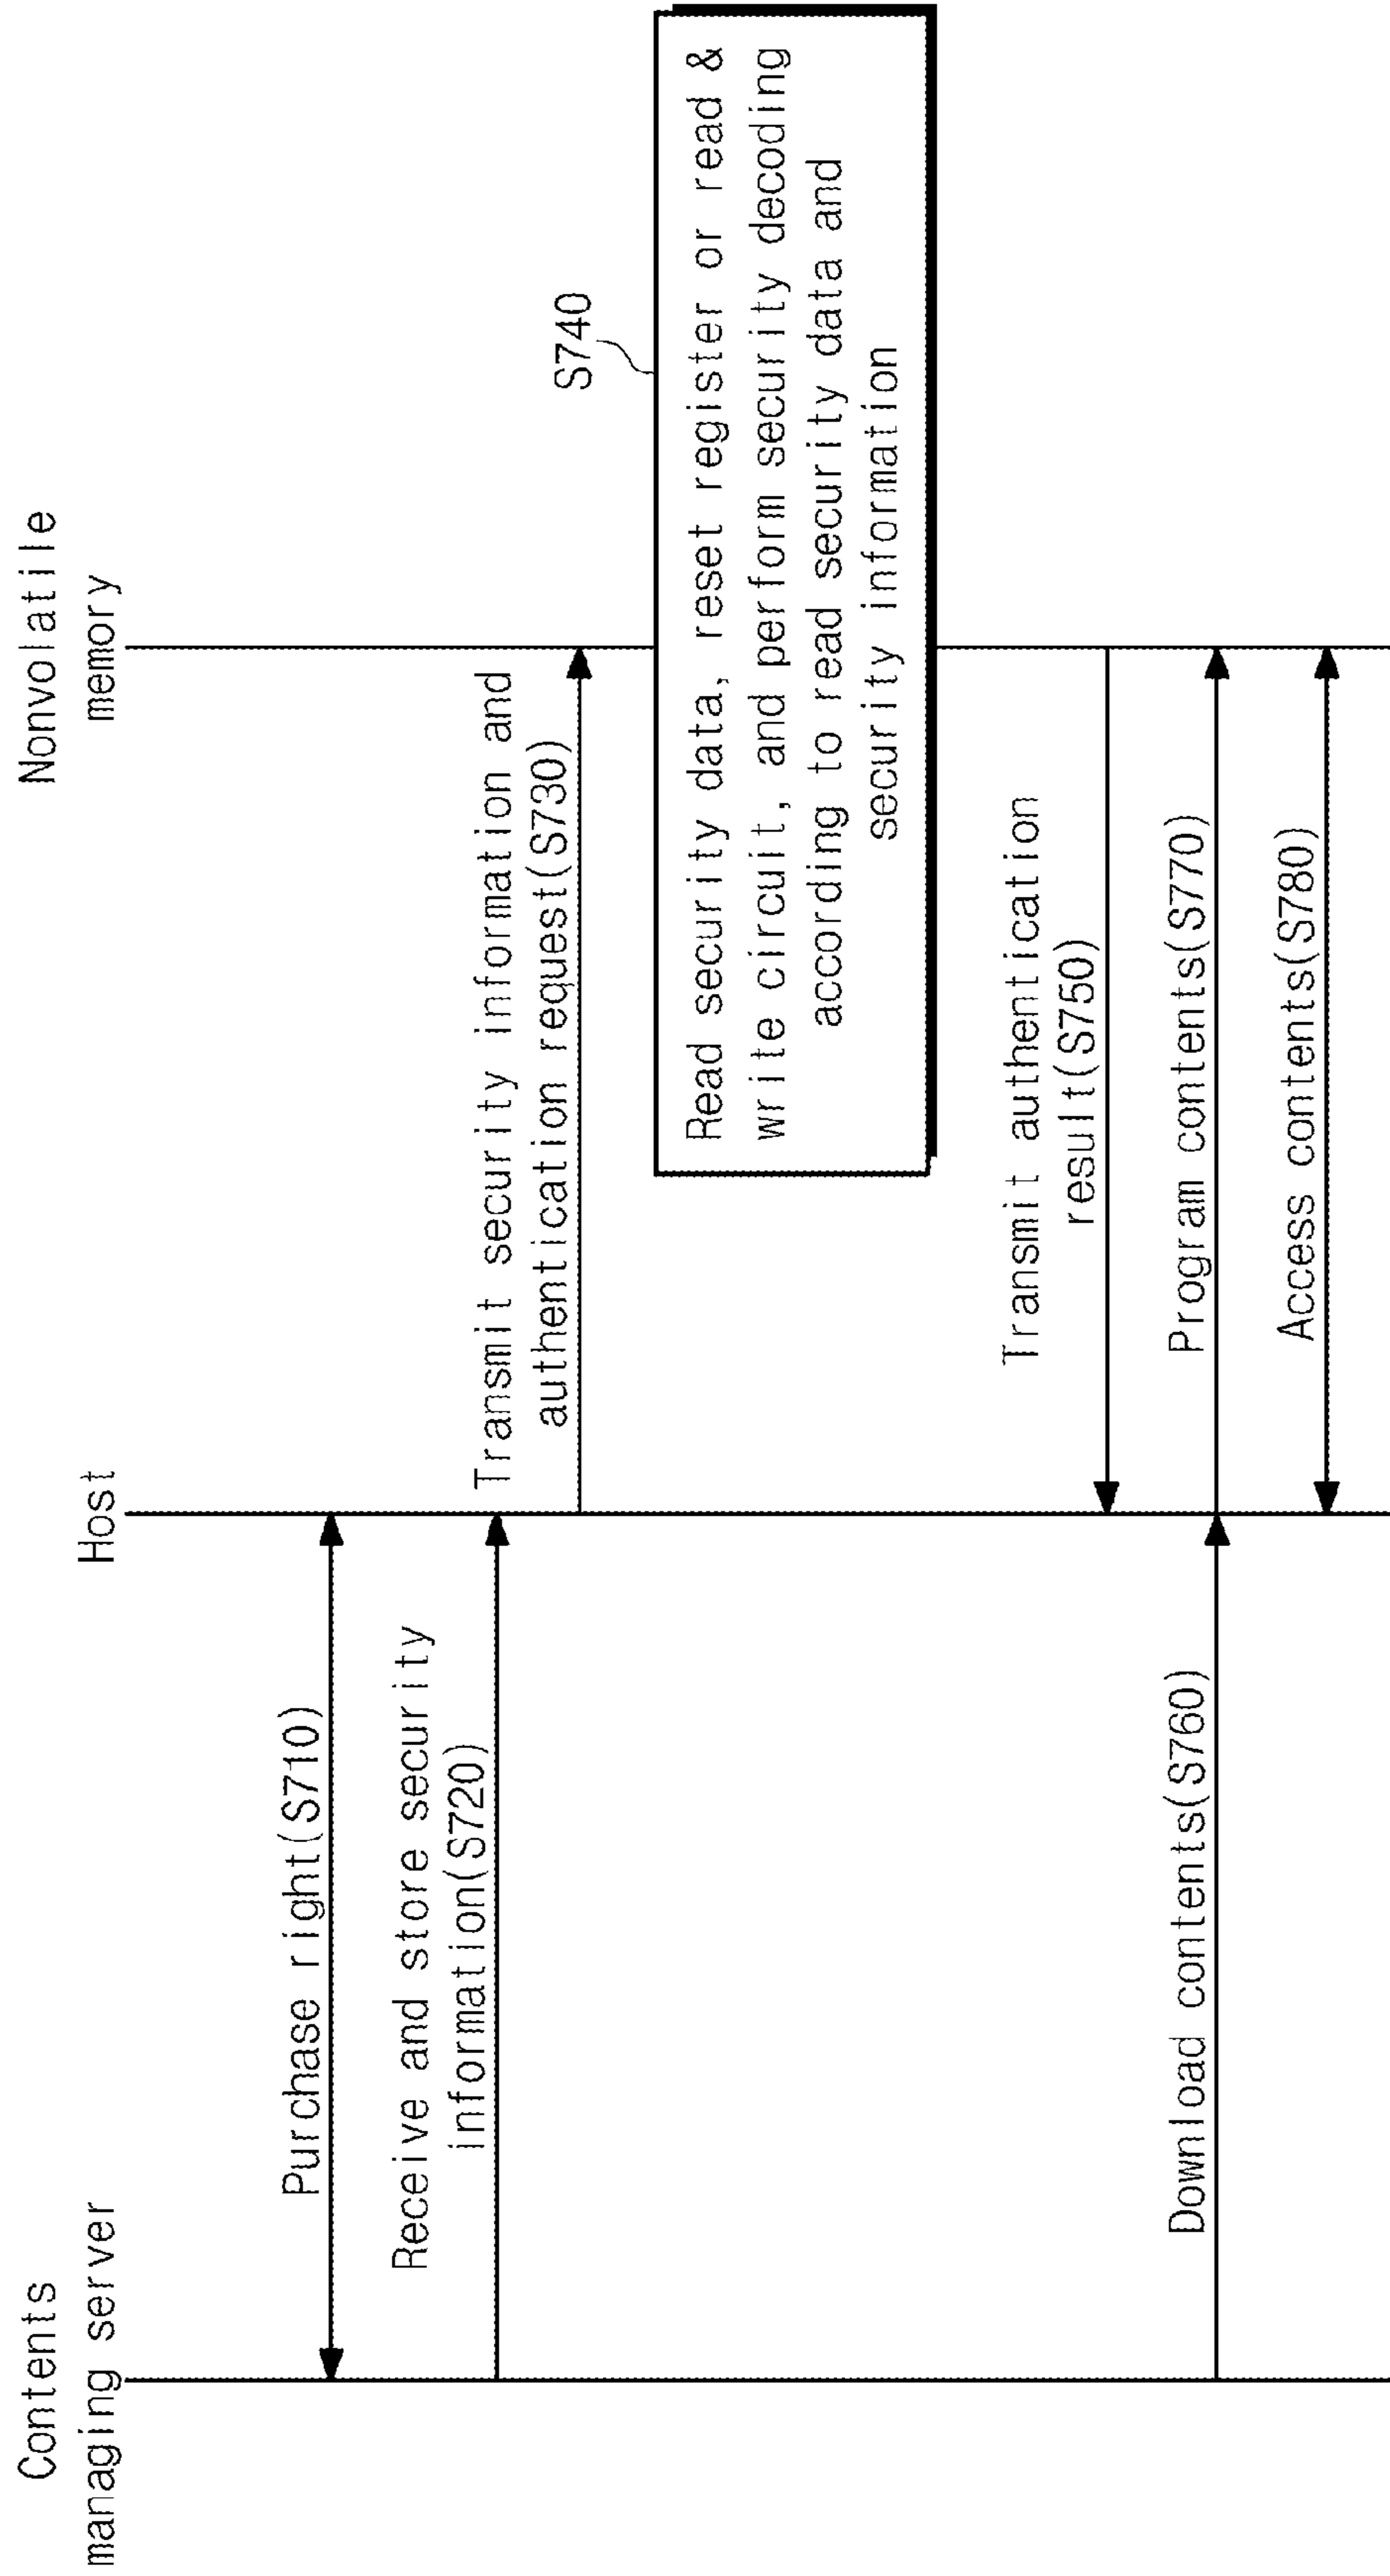 Contents
managing server
Host
Nonvolatile
memory
Purchase right(S710)
Receive and store security
information(S720)
Transmit security information and
authentication request(S730)
S740
Read security data, reset register or read &
write circuit, and perform security decoding
according to read security data and
security information
Transmit authentication
result(S750)
Download contents(S760)
Program contents(S770)
Access contents(S780)